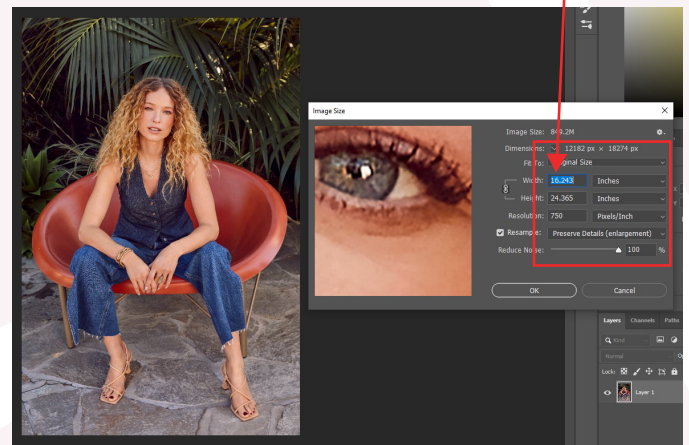 Image Size
Image Size: 849.2M
Dimensions: 12182 px × 18274 px
Fit To: Original Size
Width: 16.243 Inches
Height: 24.365 Inches
Resolution: 750 Pixels/Inch
Resample: Preserve Details (enlargement)
Reduce Noise: 100 %
OK Cancel
Layers Channels Paths
Kind
Normal
Lock:
Layer 1